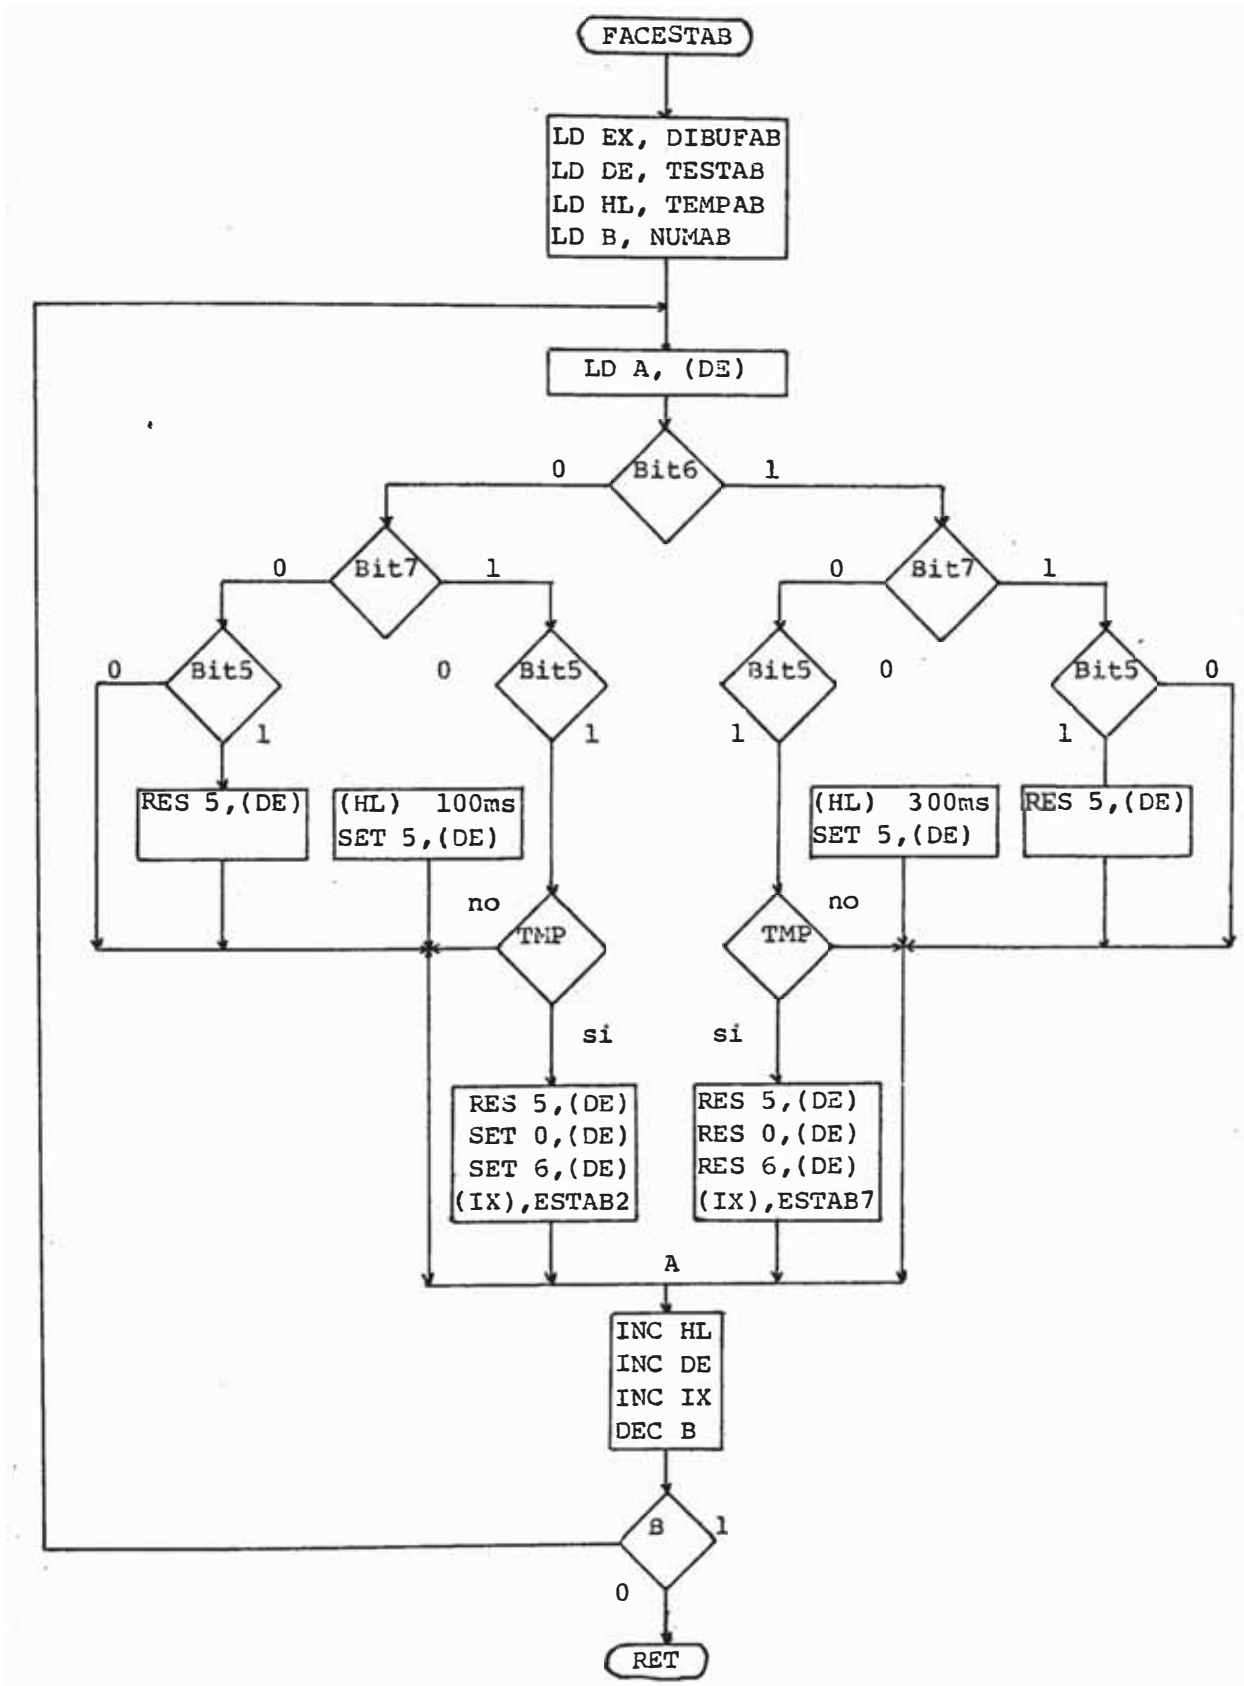 FACESTAB
LD EX, DIBUFAB
LD DE, TESTAB
LD HL, TEMPAB
LD B, NUMAB
LD A, (DE)
Bit6
0
1
Bit7
0
1
Bit7
0
1
Bit5
0
1
Bit5
0
1
Bit5
0
1
Bit5
0
1
RES 5,(DE)
(HL) 100ms
SET 5,(DE)
(HL) 300ms
SET 5,(DE)
RES 5,(DE)
no
TMP
si
TMP
no
si
RES 5,(DE)
SET 0,(DE)
SET 6,(DE)
(IX),ESTAB2
RES 5,(DE)
RES 0,(DE)
RES 6,(DE)
(IX),ESTAB7
A
INC HL
INC DE
INC IX
DEC B
B
1
0
RET